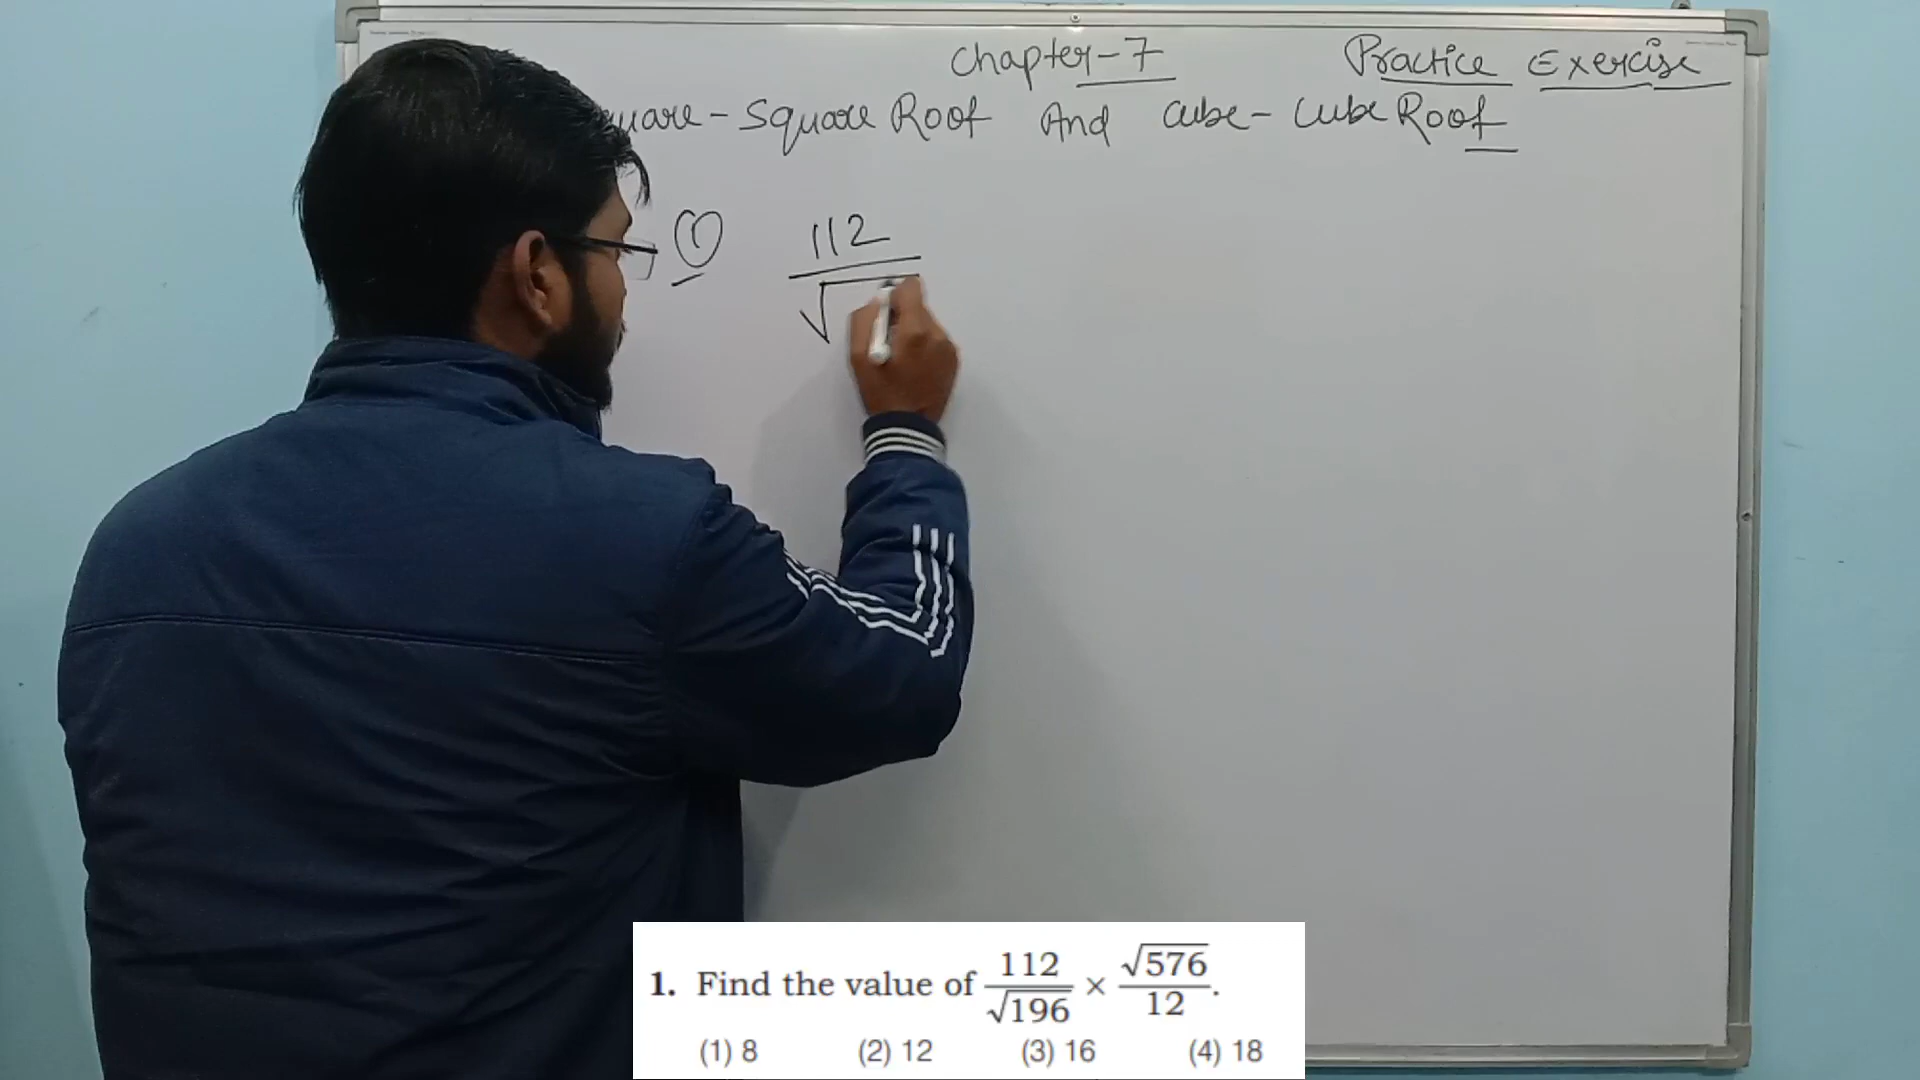 Chapter-7 Practice Exercise
quare-Square Root And Cube-Cube Root
① 112/√
1. Find the value of 112/√196 × √576/12.
(1) 8 (2) 12 (3) 16 (4) 18